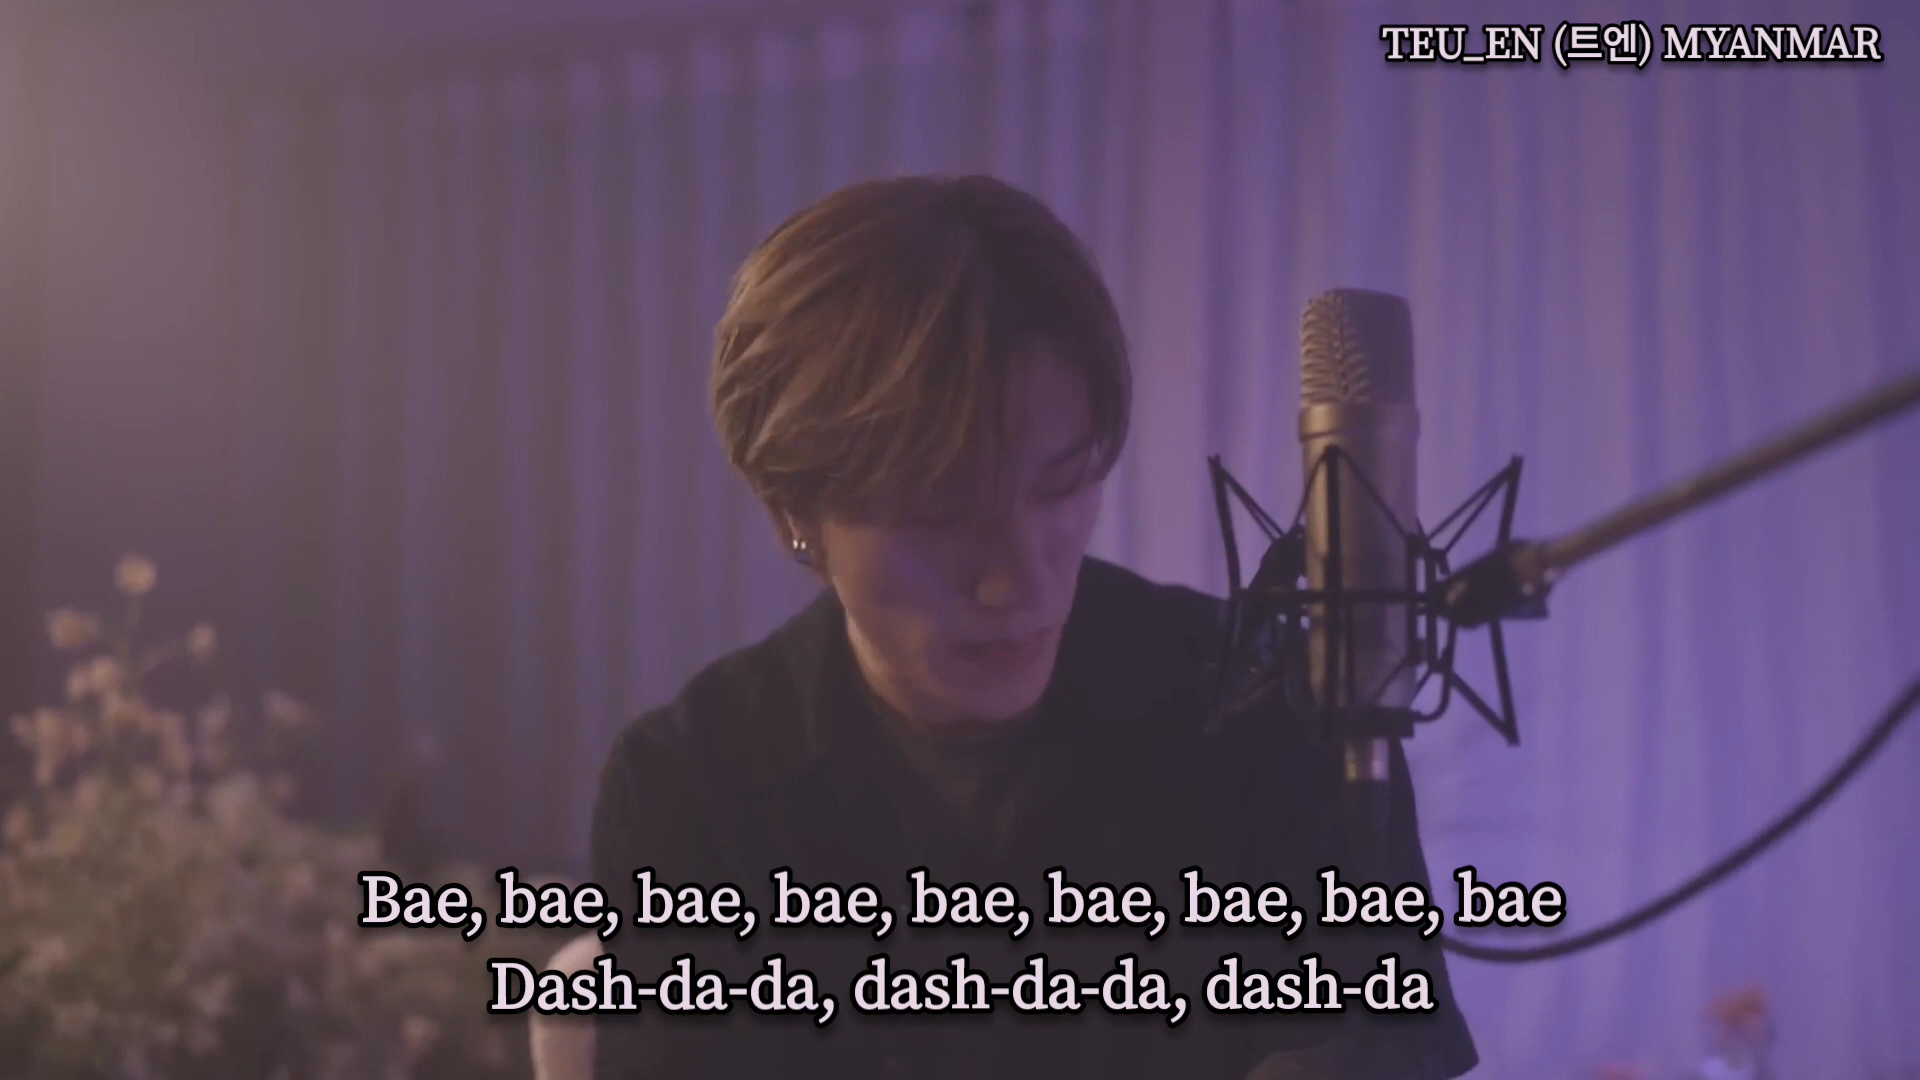 TEU_EN (트엔) MYANMAR
Bae, bae, bae, bae, bae, bae, bae, bae, bae
Dash-da-da, dash-da-da, dash-da